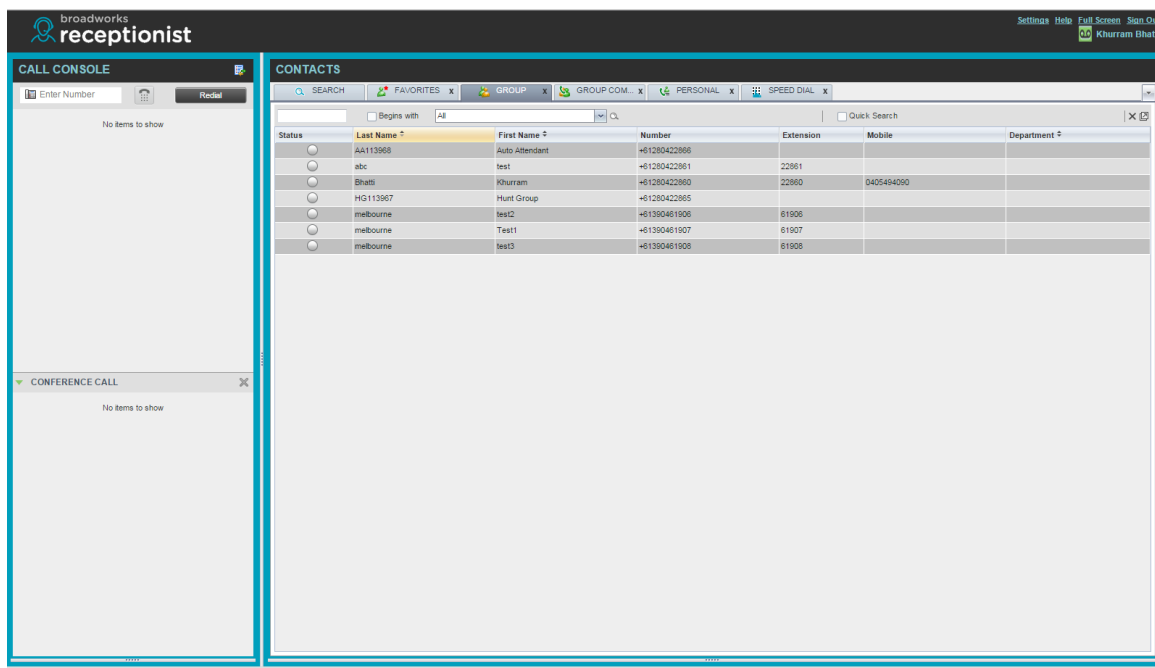 broadworks
receptionist
Settings Help Full Screen Sign Ou
Khurram Bhat
CALL CONSOLE
Enter Number Redial
No items to show
CONFERENCE CALL X
No items to show
CONTACTS
SEARCH FAVORITES x GROUP x GROUP COM... x PERSONAL x SPEED DIAL x
Begins with All Quick Search
Status Last Name First Name Number Extension Mobile Department
AA113968 Auto Attendant +61280422866
abc test +61280422861 22861
Bhatti Khurram +61280422860 22860 0405494090
HG113967 Hunt Group +61280422865
melbourne test2 +61390461906 61906
melbourne Test1 +61390461907 61907
melbourne test3 +61390461908 61908